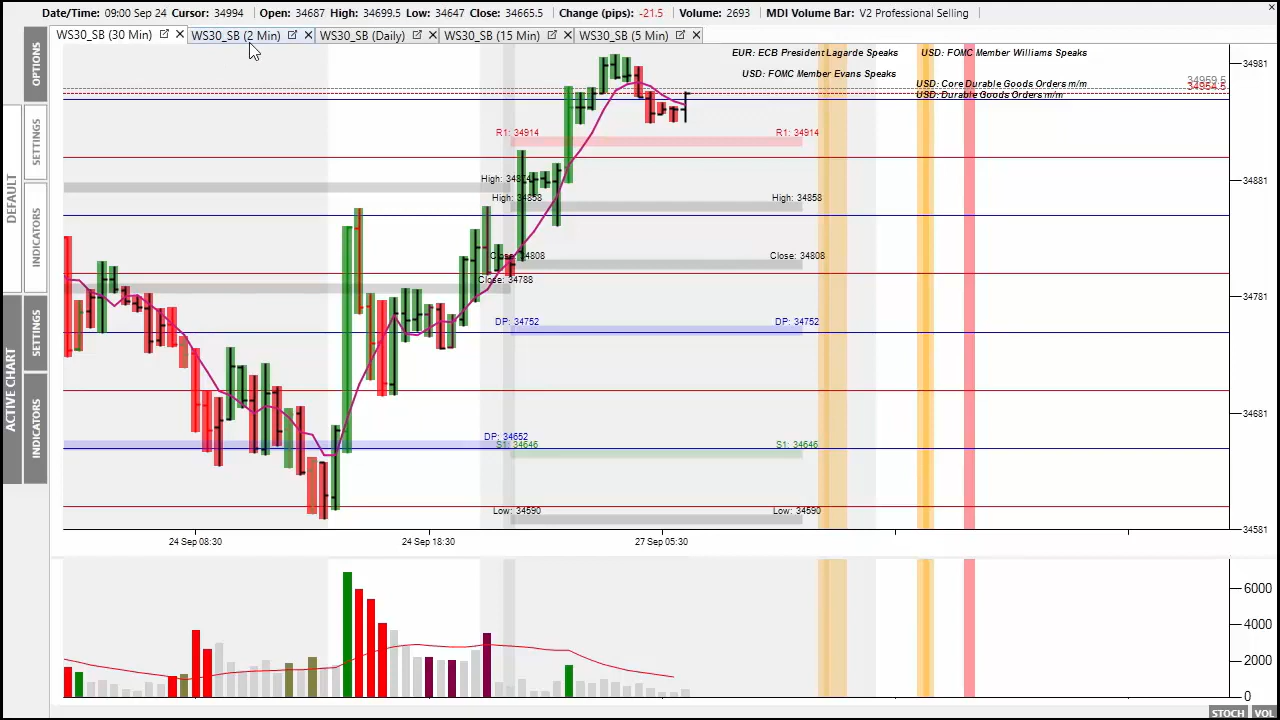 Date/Time: 09:00 Sep 24 Cursor: 34994 Open: 34687 High: 34699.5 Low: 34647 Close: 34665.5 Change (pips): -21.5 Volume: 2693 MDI Volume Bar: V2 Professional Selling
WS30_SB (30 Min) WS30_SB (2 Min) WS30_SB (Daily) WS30_SB (15 Min) WS30_SB (5 Min)
OPTIONS
DEFAULT
SETTINGS
INDICATORS
ACTIVE CHART
SETTINGS
INDICATORS
EUR: ECB President Lagarde Speaks USD: FOMC Member Williams Speaks
USD: FOMC Member Evans Speaks
USD: Core Durable Goods Orders m/m
USD: Durable Goods Orders m/m
34981
34959.5
34954.5
R1: 34914 R1: 34914
High: 34874
34881
High: 34858 High: 34858
Close: 34808 Close: 34808
Close: 34788
34781
DP: 34752 DP: 34752
34681
DP: 34652
S1: 34646 S1: 34646
Low: 34590 Low: 34590
34581
24 Sep 08:30 24 Sep 18:30 27 Sep 05:30
6000
4000
2000
0
STOCH VOL